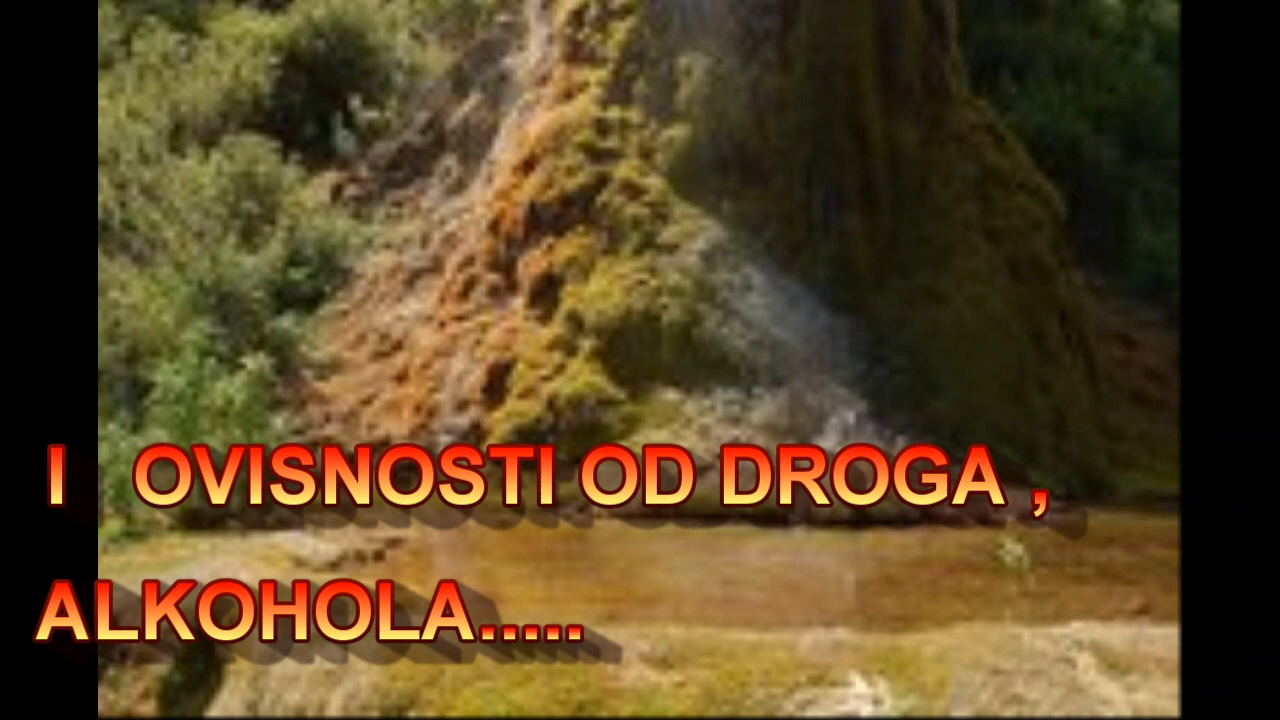 I OVISNOSTI OD DROGA ,
ALKOHOLA.....